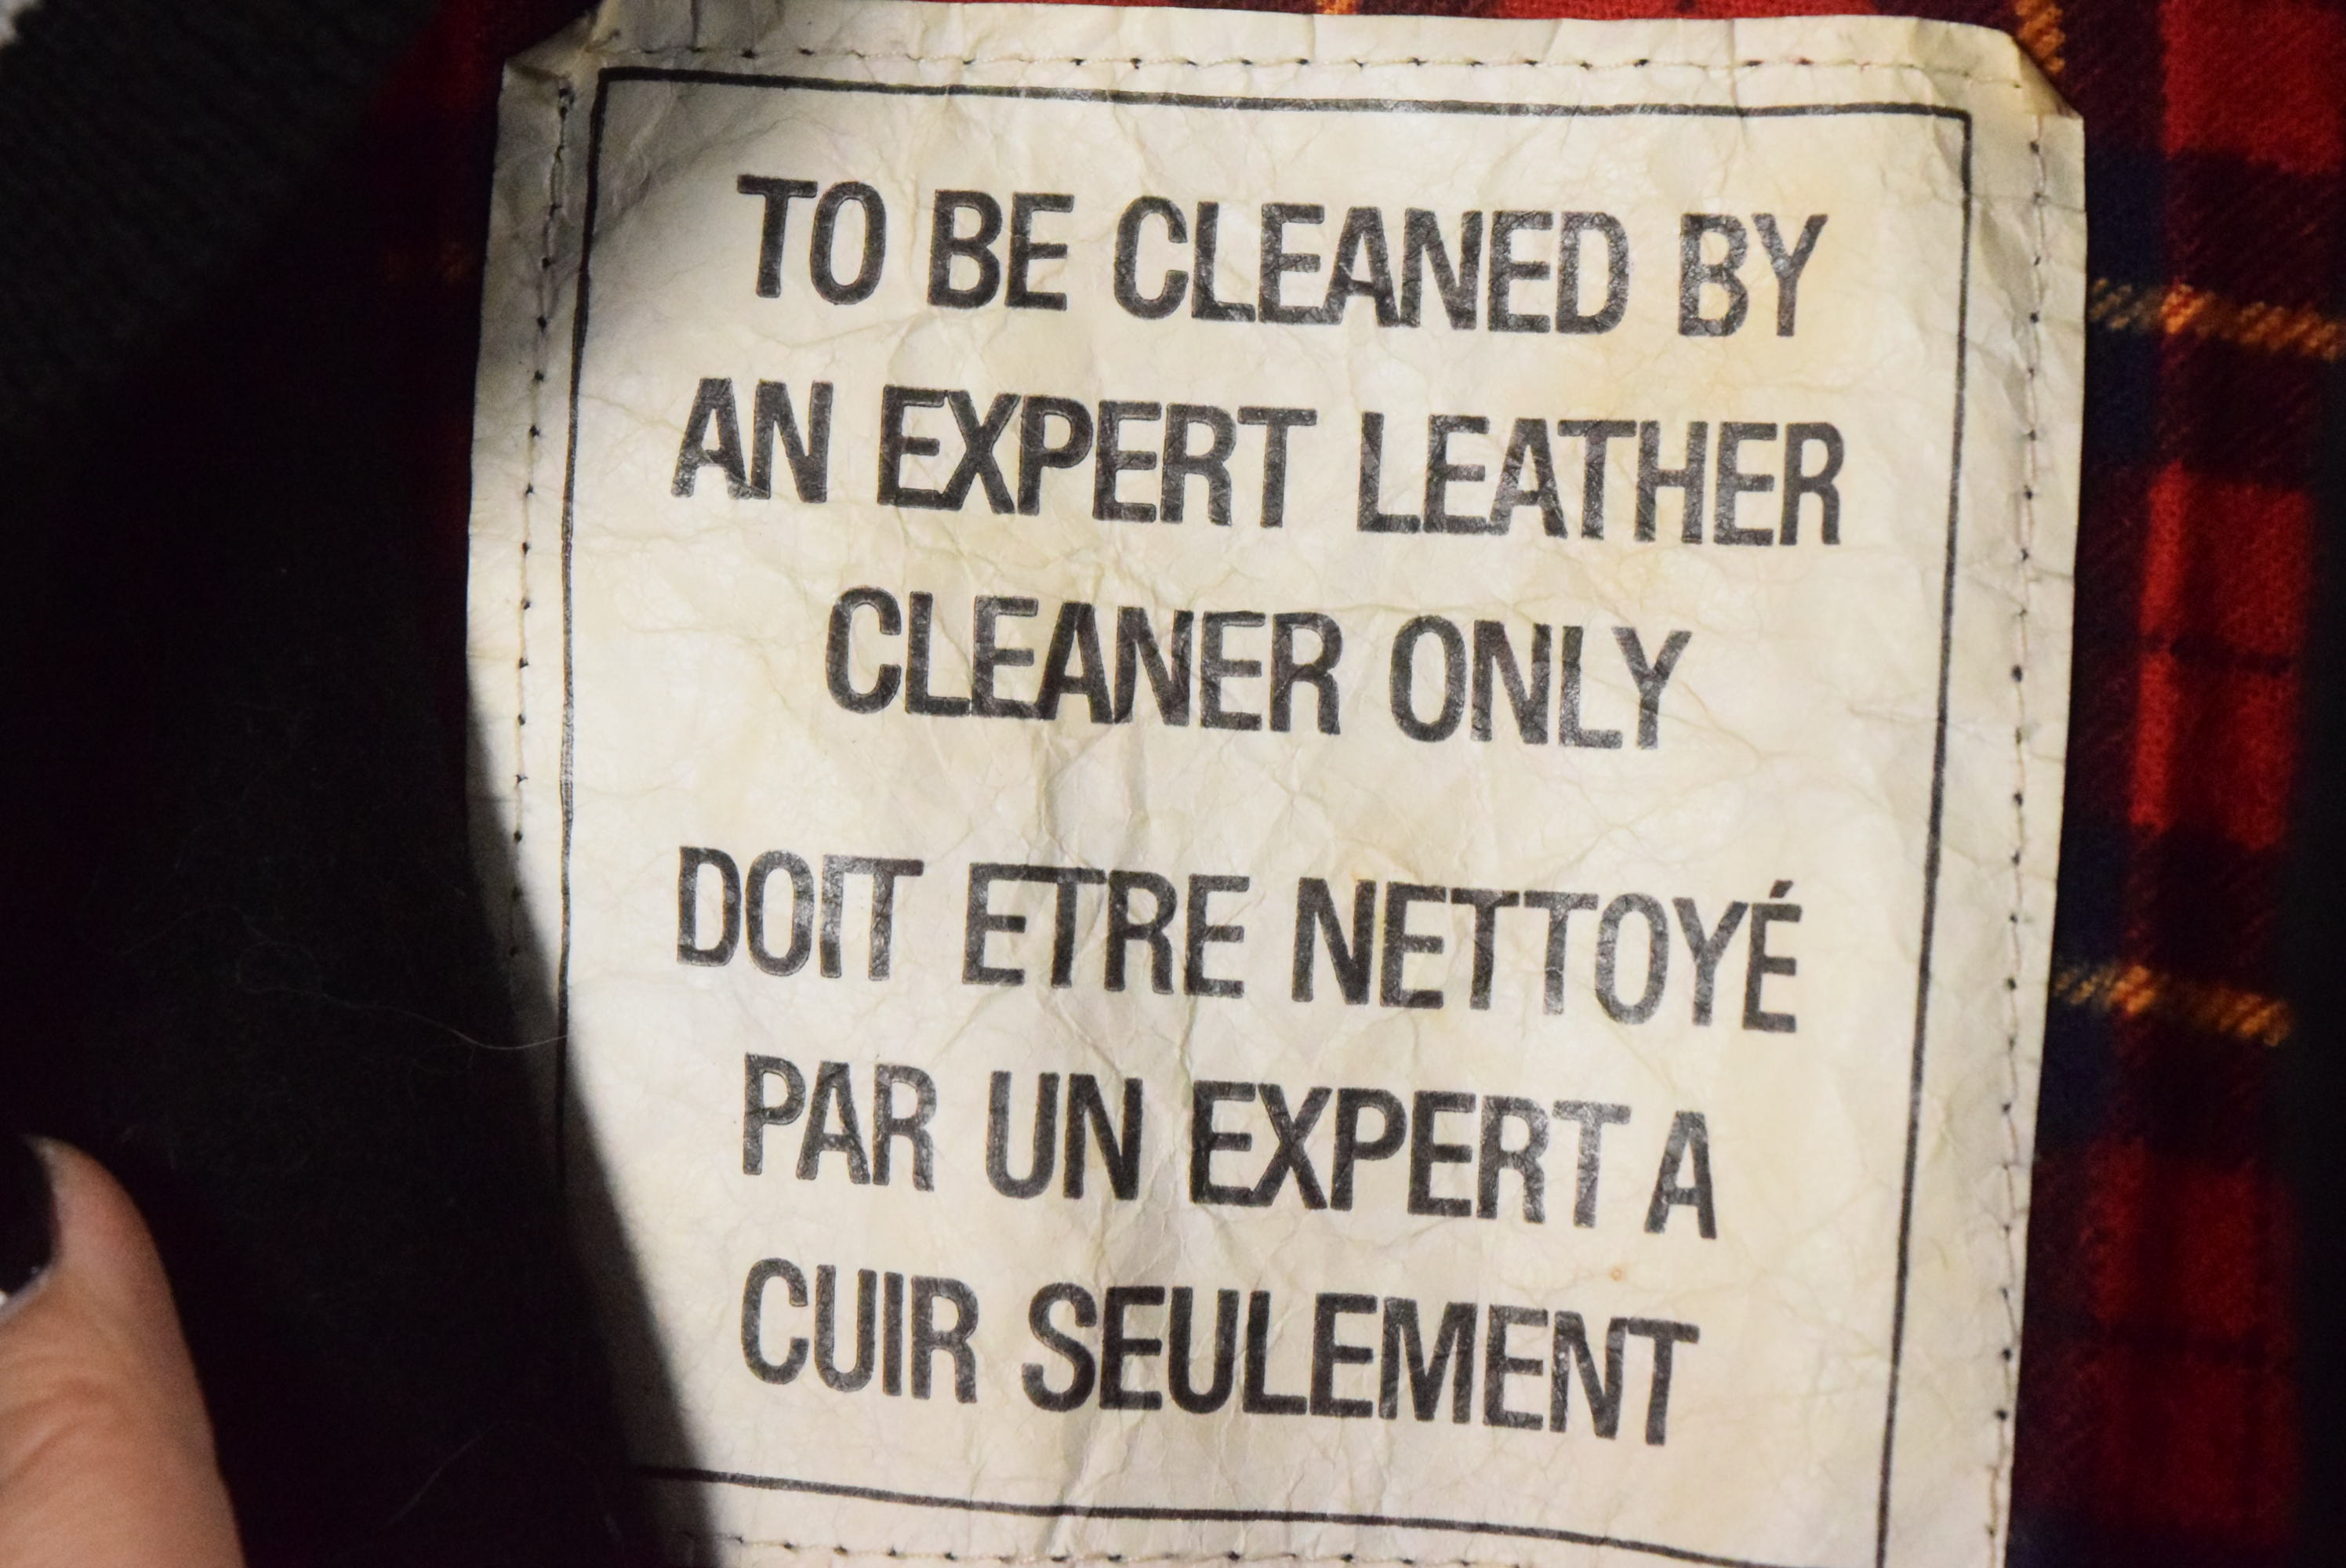 TO BE CLEANED BY
AN EXPERT LEATHER
CLEANER ONLY
DOIT ETRE NETTOYÉ
PAR UN EXPERT A
CUIR SEULEMENT